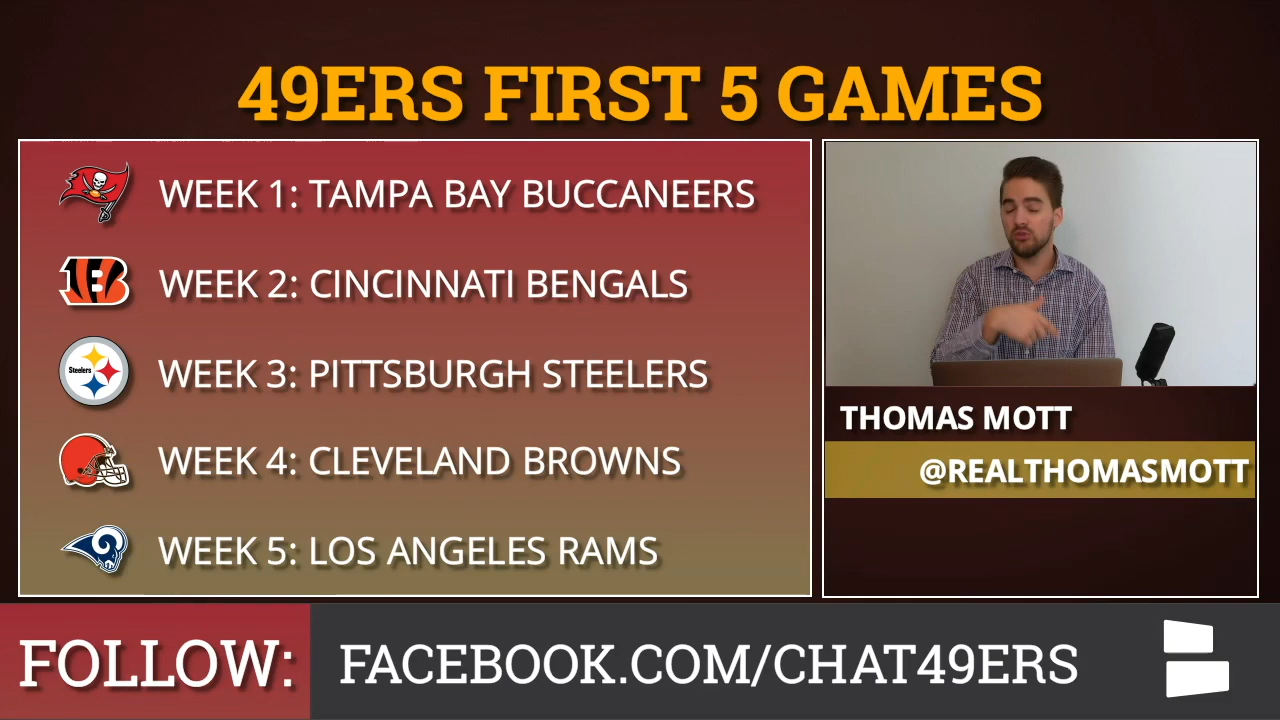 49ERS FIRST 5 GAMES
WEEK 1: TAMPA BAY BUCCANEERS
WEEK 2: CINCINNATI BENGALS
Steelers
WEEK 3: PITTSBURGH STEELERS
WEEK 4: CLEVELAND BROWNS
WEEK 5: LOS ANGELES RAMS
THOMAS MOTT
@REALTHOMASMOTT
FOLLOW:
FACEBOOK.COM/CHAT49ERS